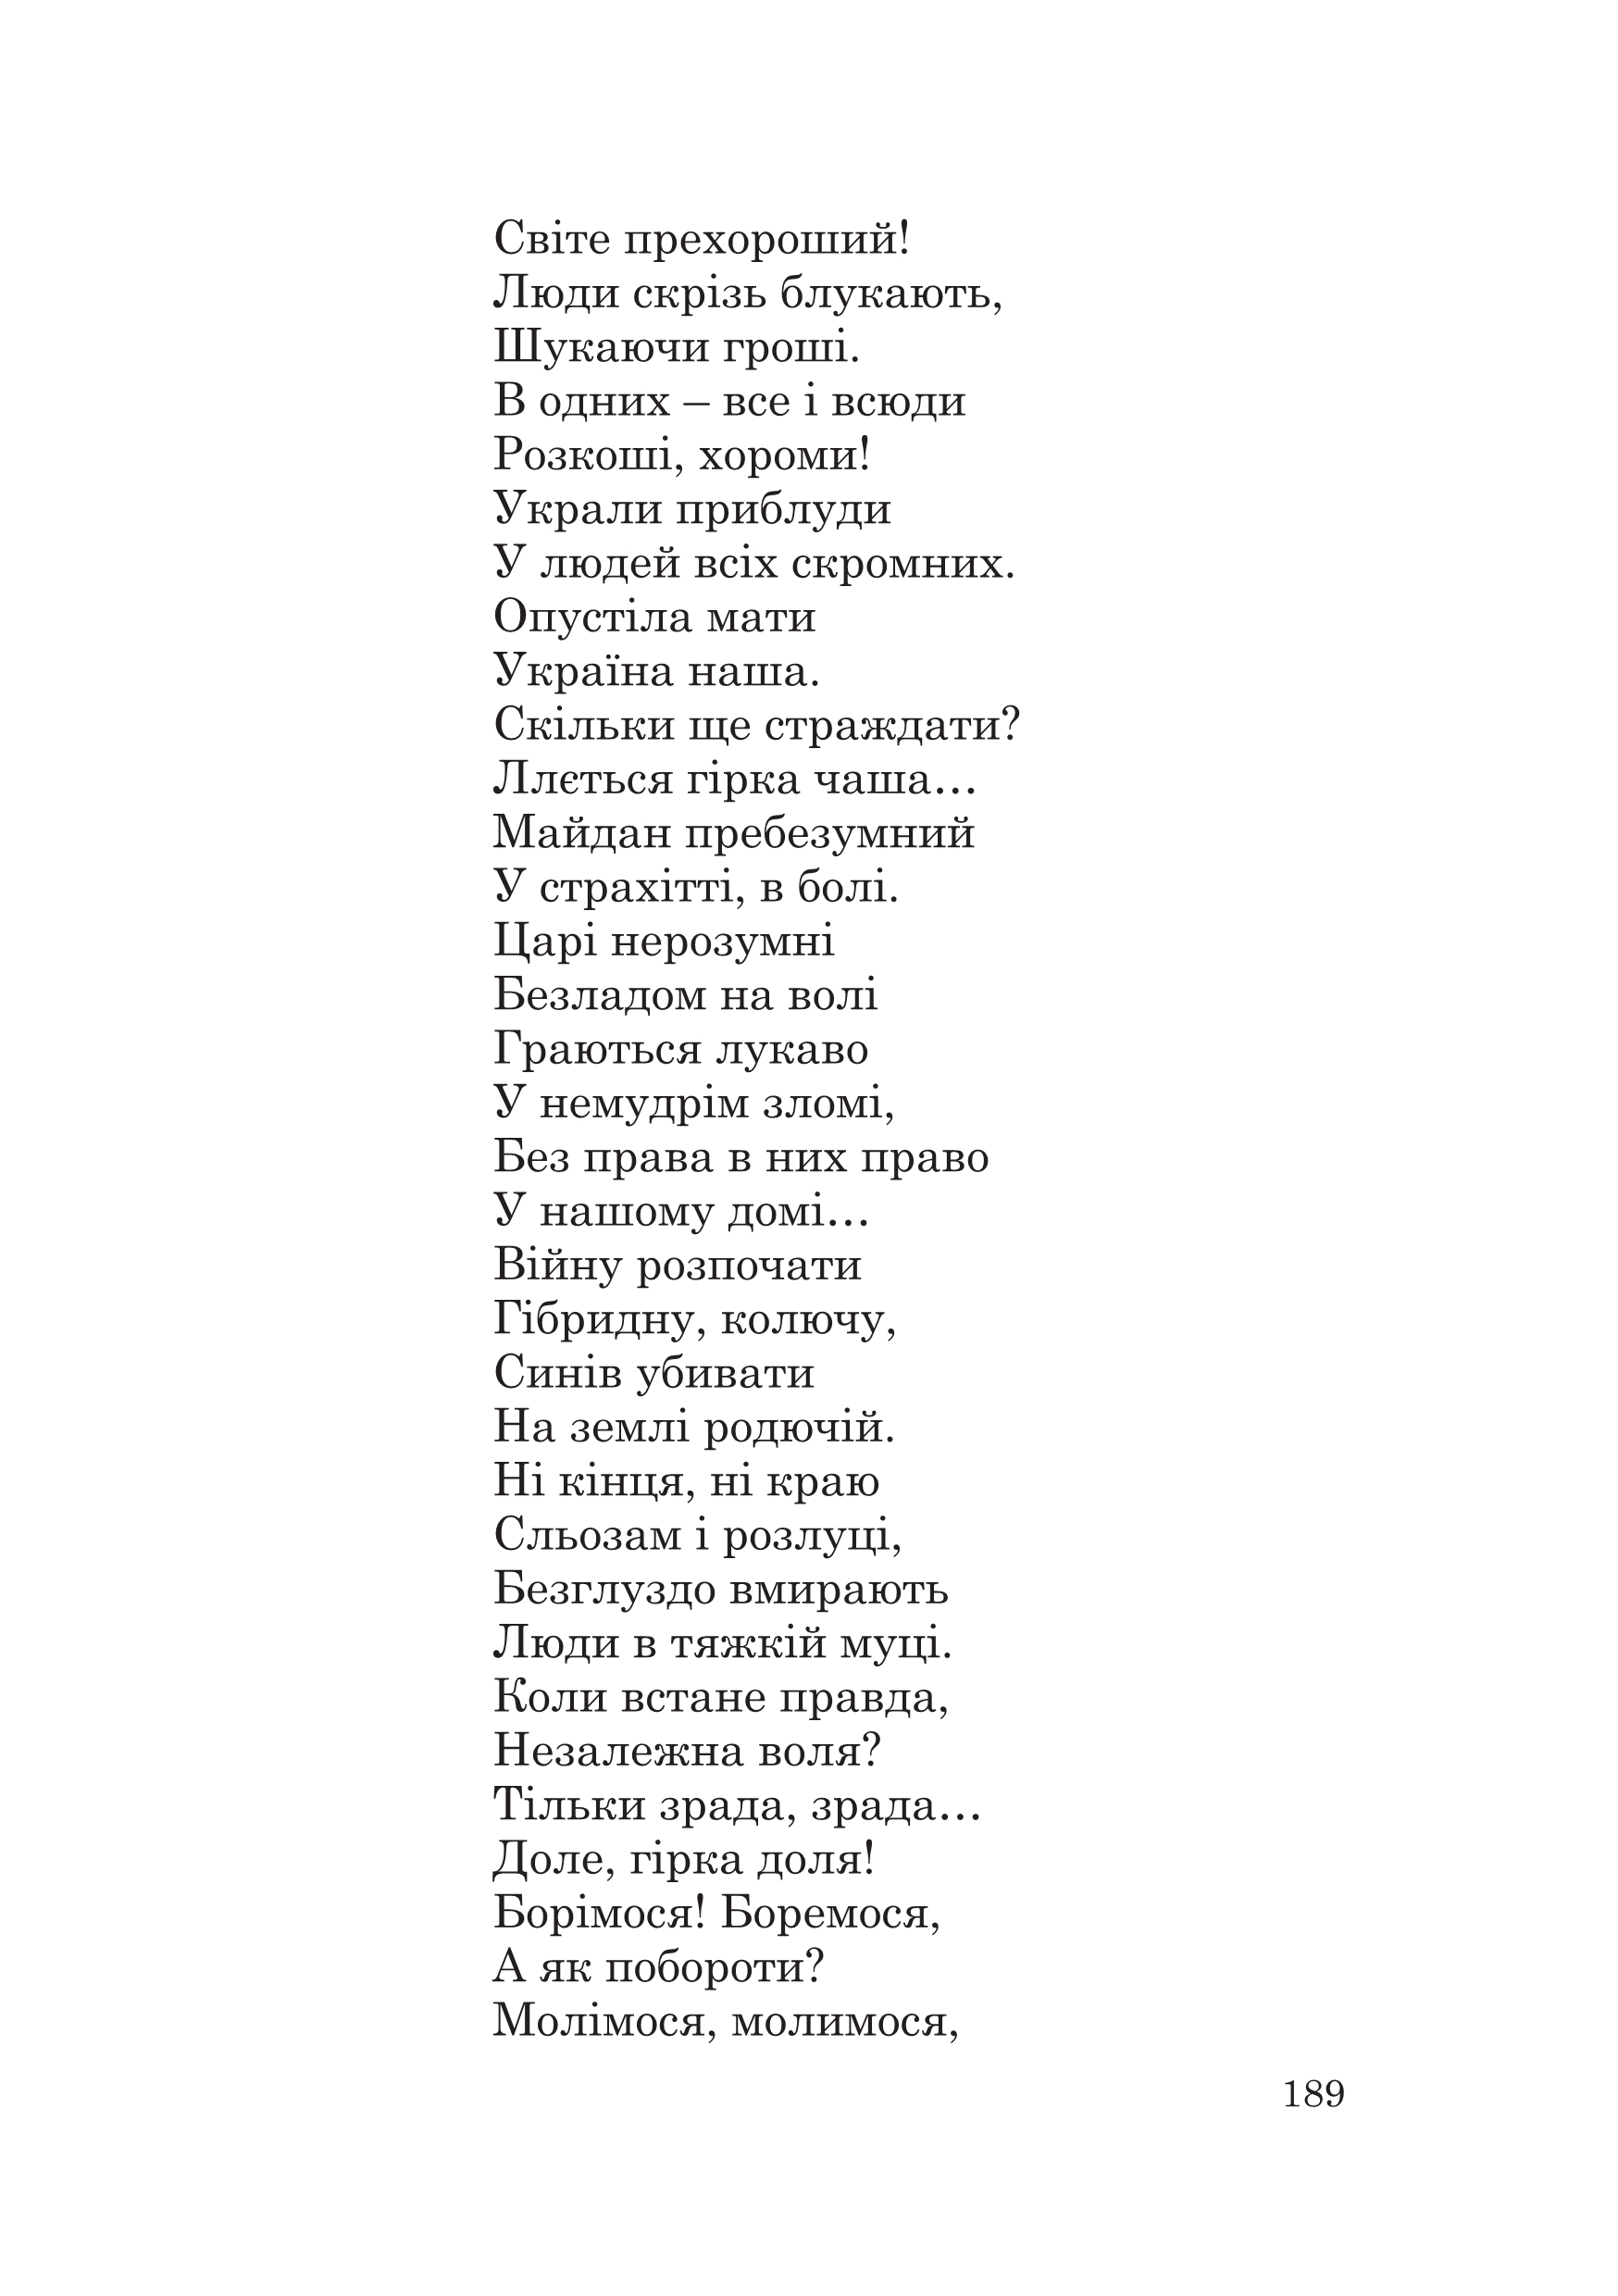 Світе прехороший!
Люди скрізь блукають,
Шукаючи гроші.
В одних – все і всюди
Розкоші, хороми!
Украли приблуди
У людей всіх скромних.
Опустіла мати
Україна наша.
Скільки ще страждати?
Ллється гірка чаша…
Майдан пребезумний
У страхітті, в болі.
Царі нерозумні
Безладом на волі
Граються лукаво
У немудрім зломі,
Без права в них право
У нашому домі…
Війну розпочати
Гібридну, колючу,
Синів убивати
На землі родючій.
Ні кінця, ні краю
Сльозам і розлуці,
Безглуздо вмирають
Люди в тяжкій муці.
Коли встане правда,
Незалежна воля?
Тільки зрада, зрада…
Доле, гірка доля!
Борімося! Боремося,
А як побороти?
Молімося, молимося,
189